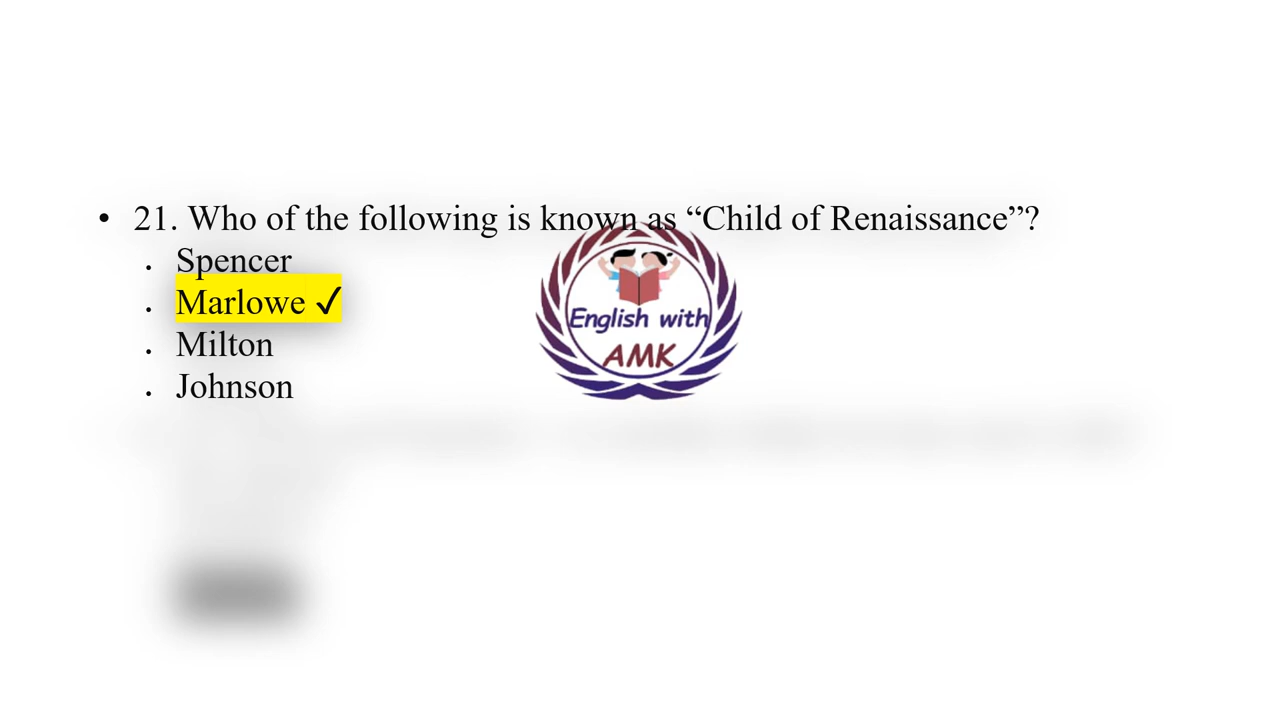 • 21. Who of the following is known as “Child of Renaissance”?
• Spencer
• Marlowe ✓
• Milton
• Johnson
English with
AMK